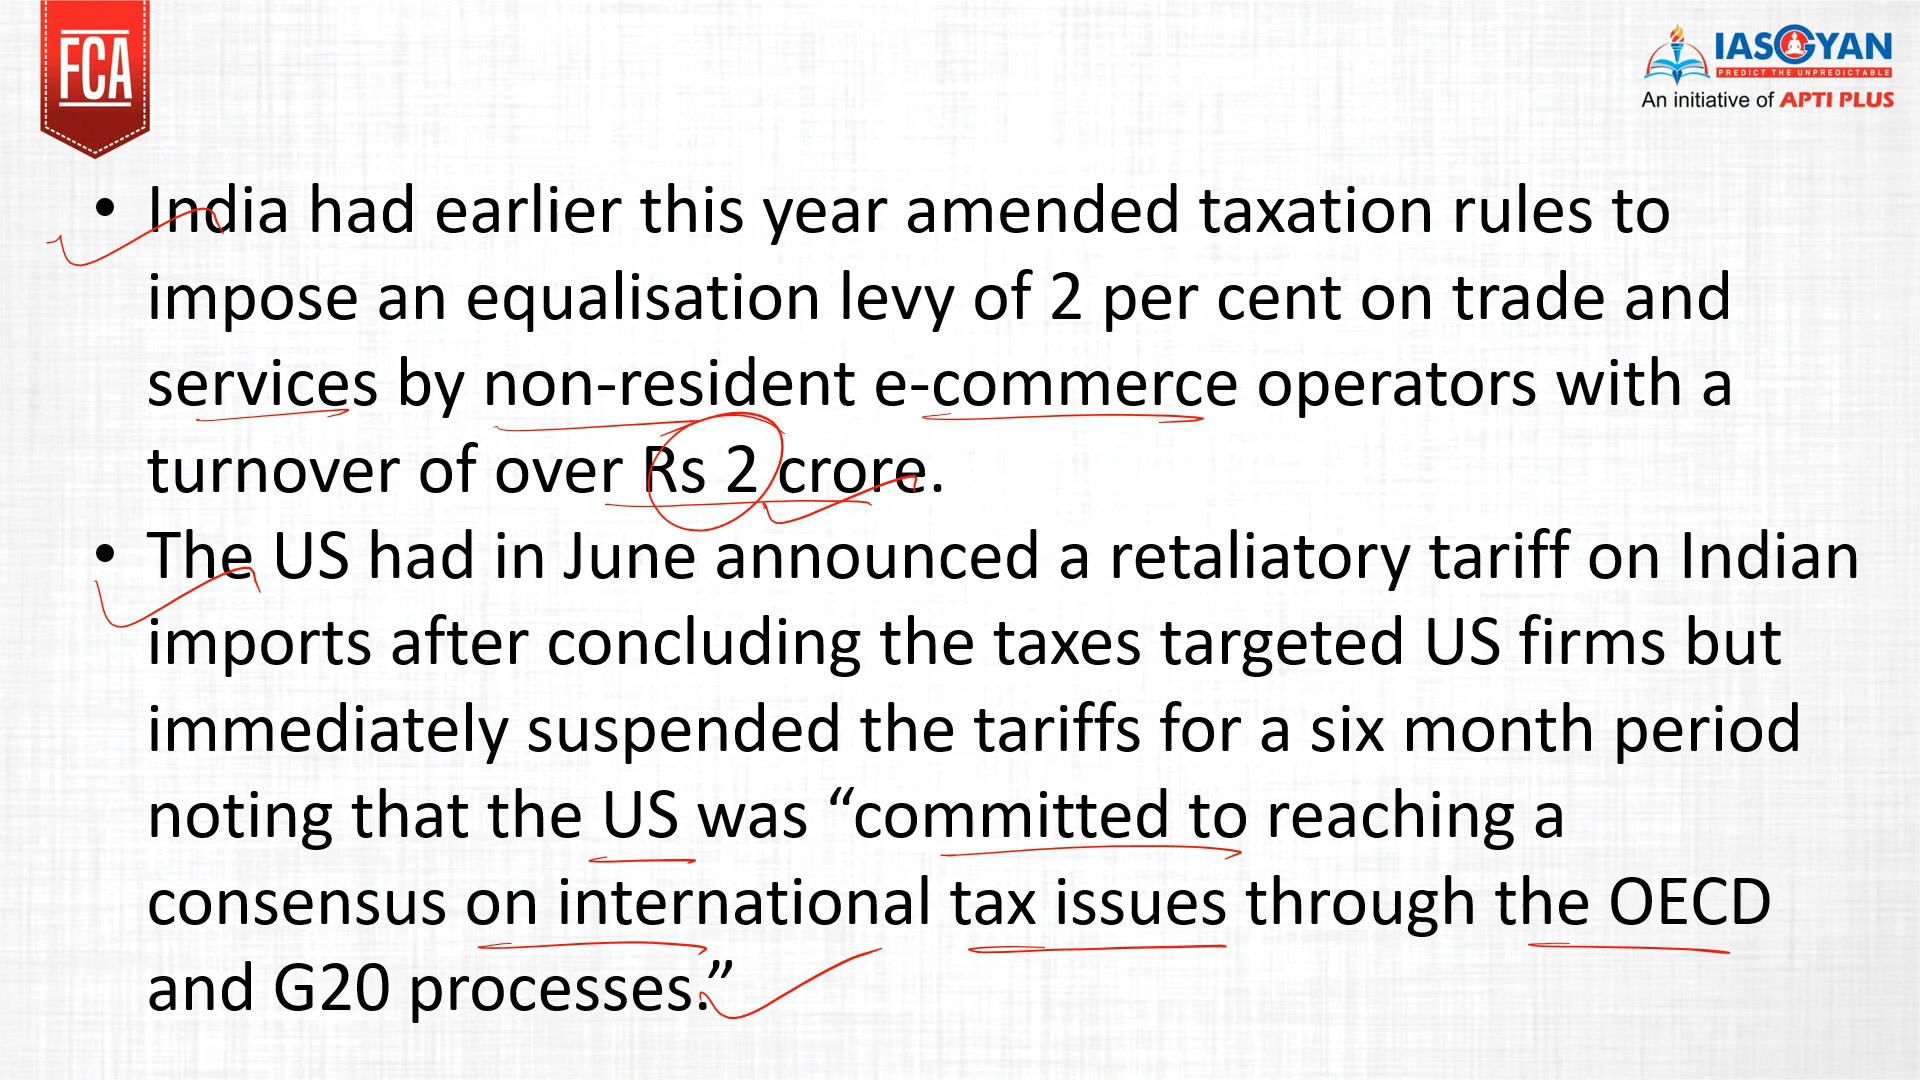 FCA
IASGYAN
PREDICT THE UNPREDICTABLE
An initiative of APTI PLUS
• India had earlier this year amended taxation rules to
impose an equalisation levy of 2 per cent on trade and
services by non-resident e-commerce operators with a
turnover of over Rs 2 crore.
• The US had in June announced a retaliatory tariff on Indian
imports after concluding the taxes targeted US firms but
immediately suspended the tariffs for a six month period
noting that the US was “committed to reaching a
consensus on international tax issues through the OECD
and G20 processes.”